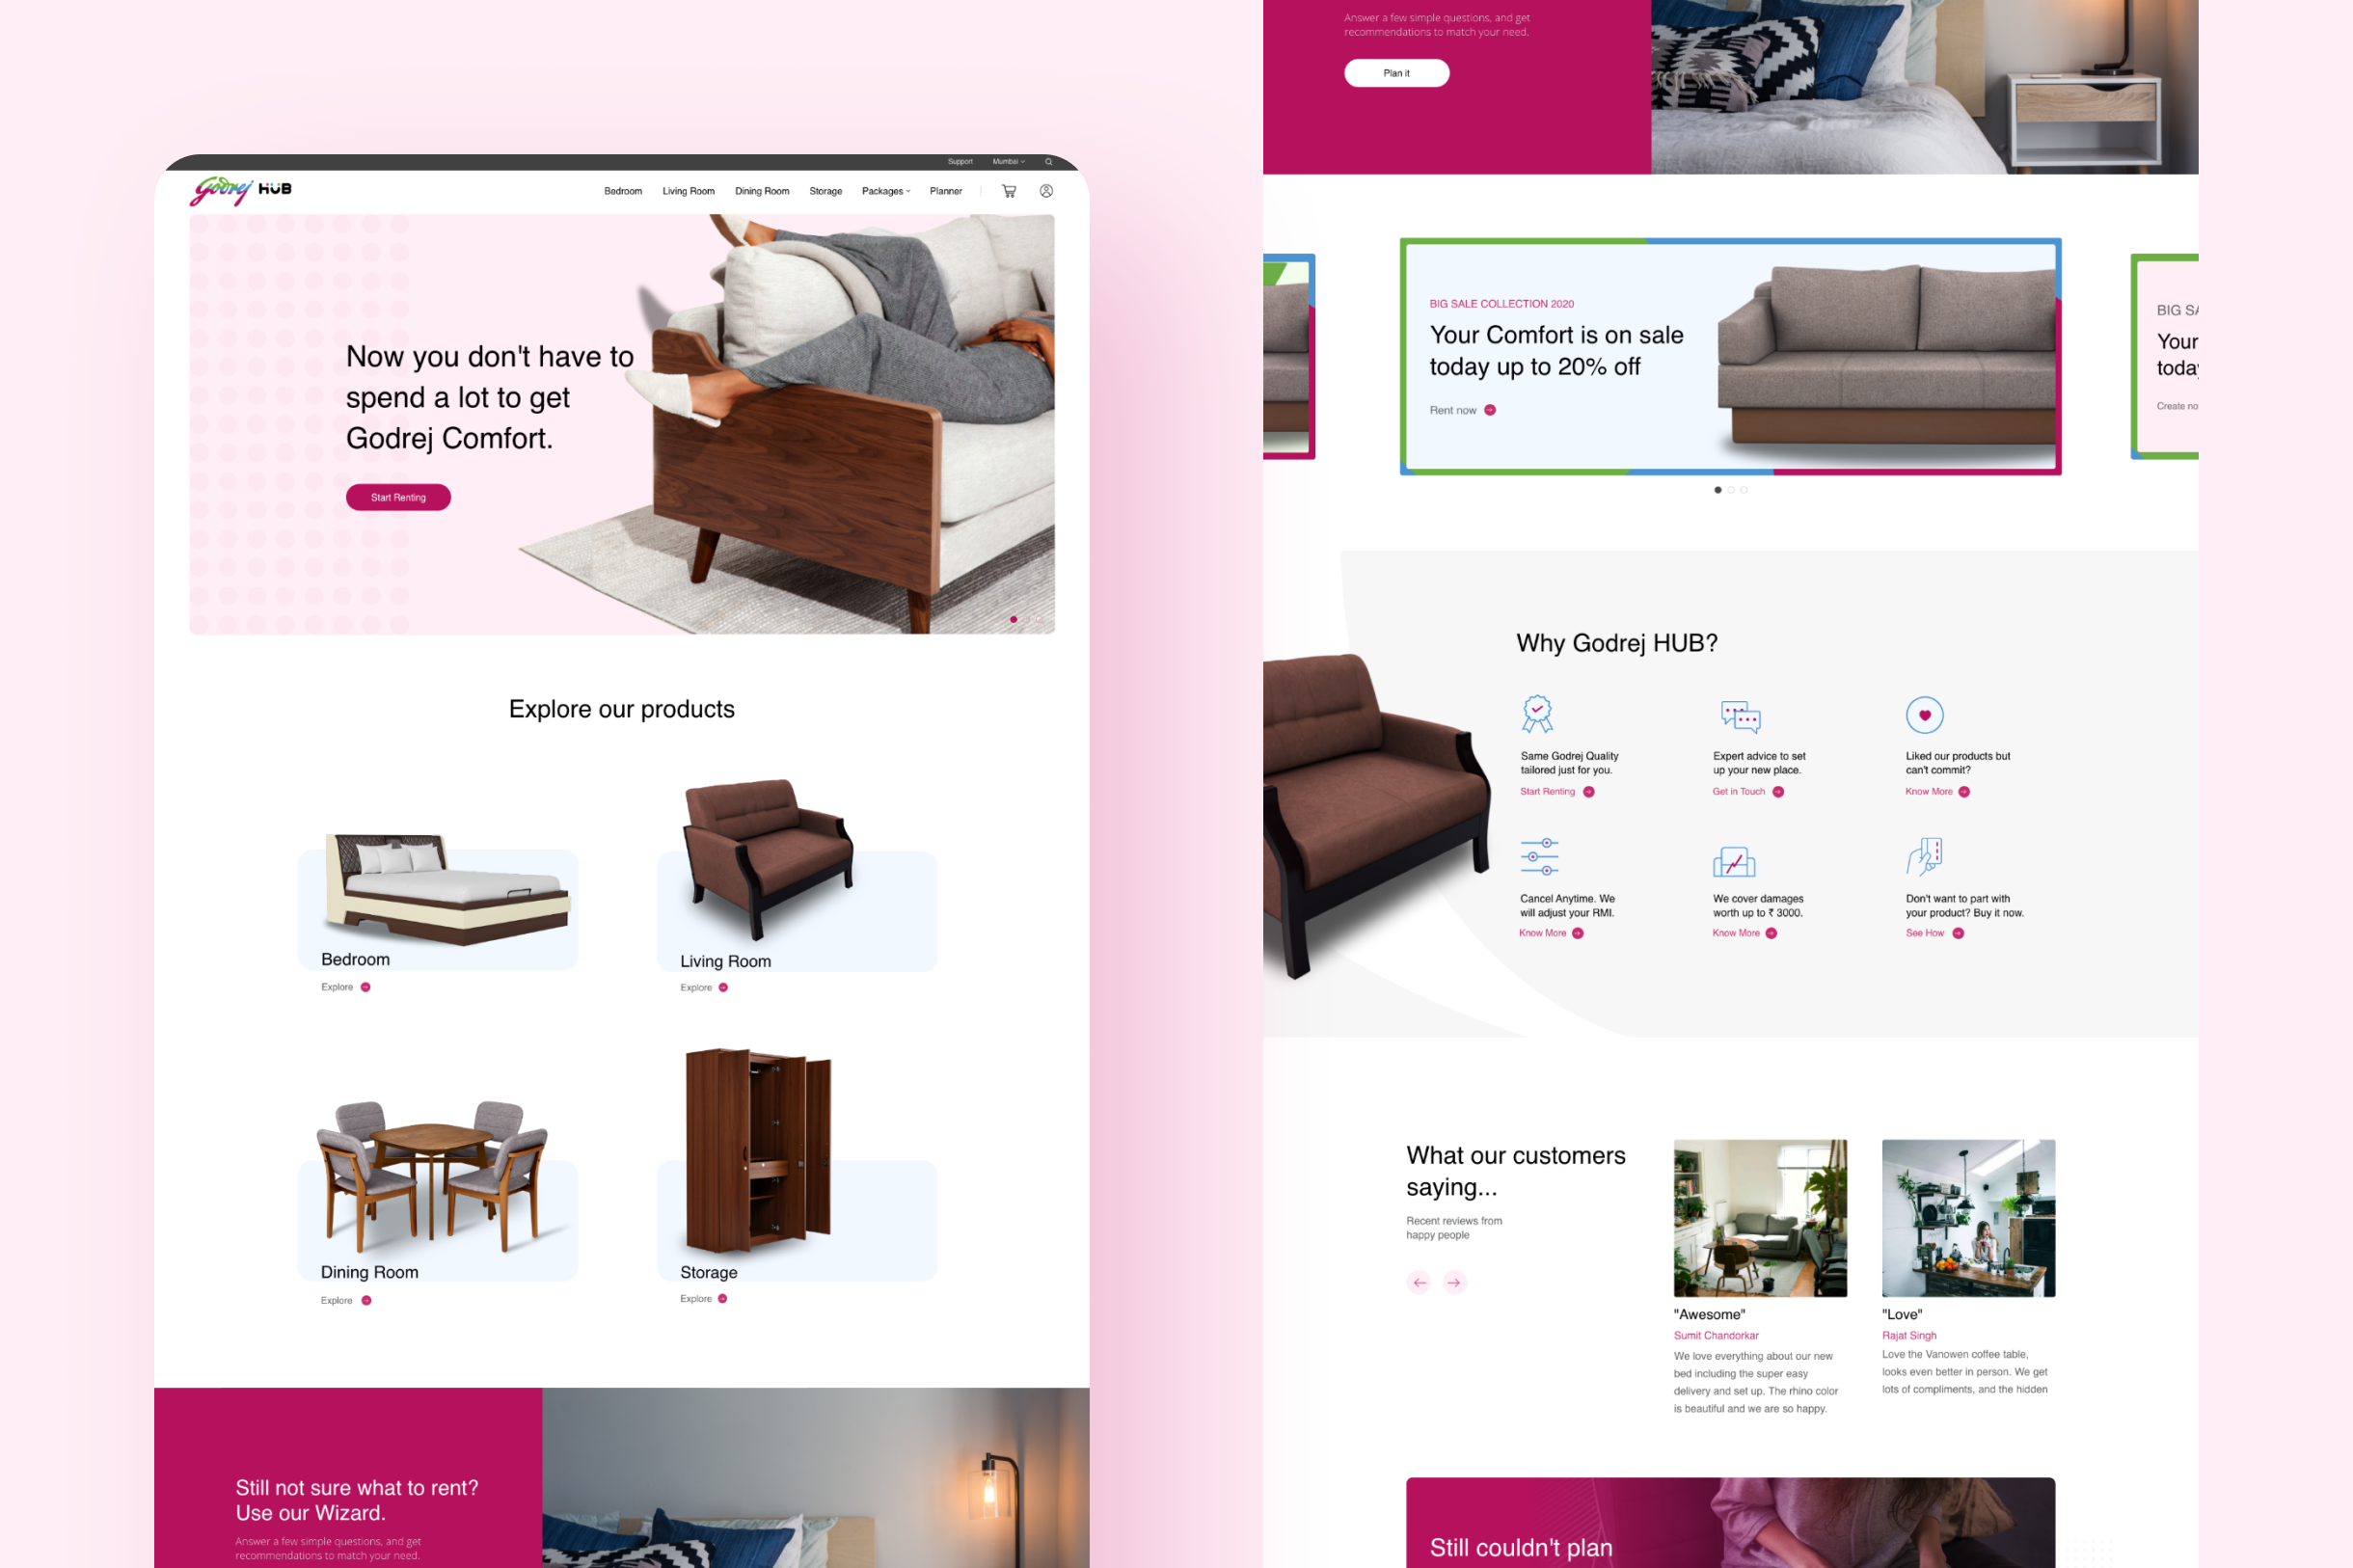 Support
Mumbai
Godrej HUB
Bedroom
Living Room
Dining Room
Storage
Packages
Planner
Now you don't have to
spend a lot to get
Godrej Comfort.
Start Renting
Explore our products
Bedroom
Explore
Living Room
Explore
Dining Room
Explore
Storage
Explore
Still not sure what to rent?
Use our Wizard.
Answer a few simple questions, and get
recommendations to match your need.
Answer a few simple questions, and get
recommendations to match your need.
Plan it
BIG SALE COLLECTION 2020
Your Comfort is on sale
today up to 20% off
Rent now
BIG SA
Your
today
Create no
Why Godrej HUB?
Same Godrej Quality
tailored just for you.
Start Renting
Expert advice to set
up your new place.
Get in Touch
Liked our products but
can't commit?
Know More
Cancel Anytime. We
will adjust your RMI.
Know More
We cover damages
worth up to ₹ 3000.
Know More
Don't want to part with
your product? Buy it now.
See How
What our customers
saying...
Recent reviews from
happy people
"Awesome"
Sumit Chandorkar
We love everything about our new
bed including the super easy
delivery and set up. The rhino color
is beautiful and we are so happy.
"Love"
Rajat Singh
Love the Vanowen coffee table,
looks even better in person. We get
lots of compliments, and the hidden
Still couldn't plan